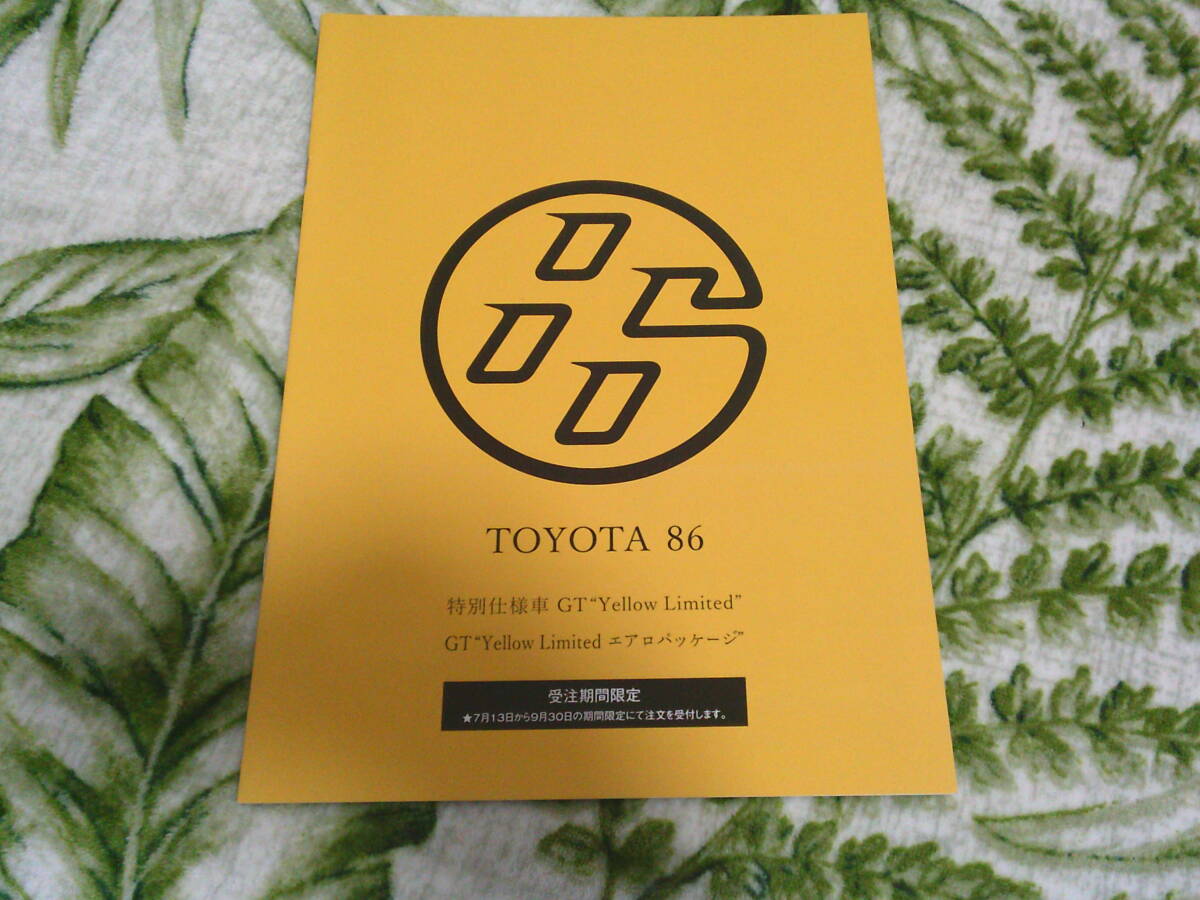 86
TOYOTA 86
特別仕様車 GT“Yellow Limited”
GT“Yellow Limited エアロパッケージ”
受注期間限定
★7月13日から9月30日の期間限定にて注文を受付します。